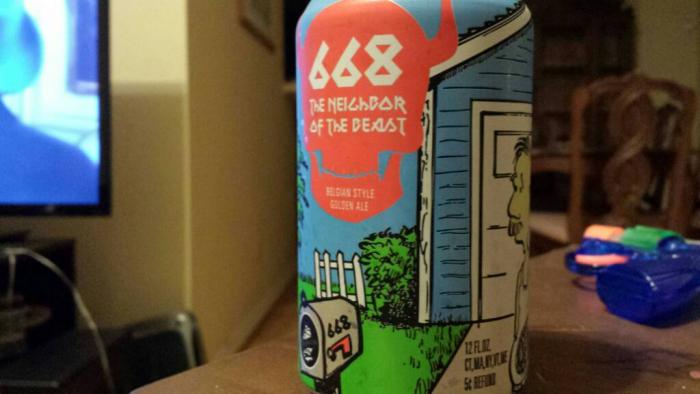 668
THE NEIGHBOR
OF THE BEAST
BELGIAN STYLE
GOLDEN ALE
668
12 FL.OZ.
CT,MA,NY,VT,ME
5¢ REFUND